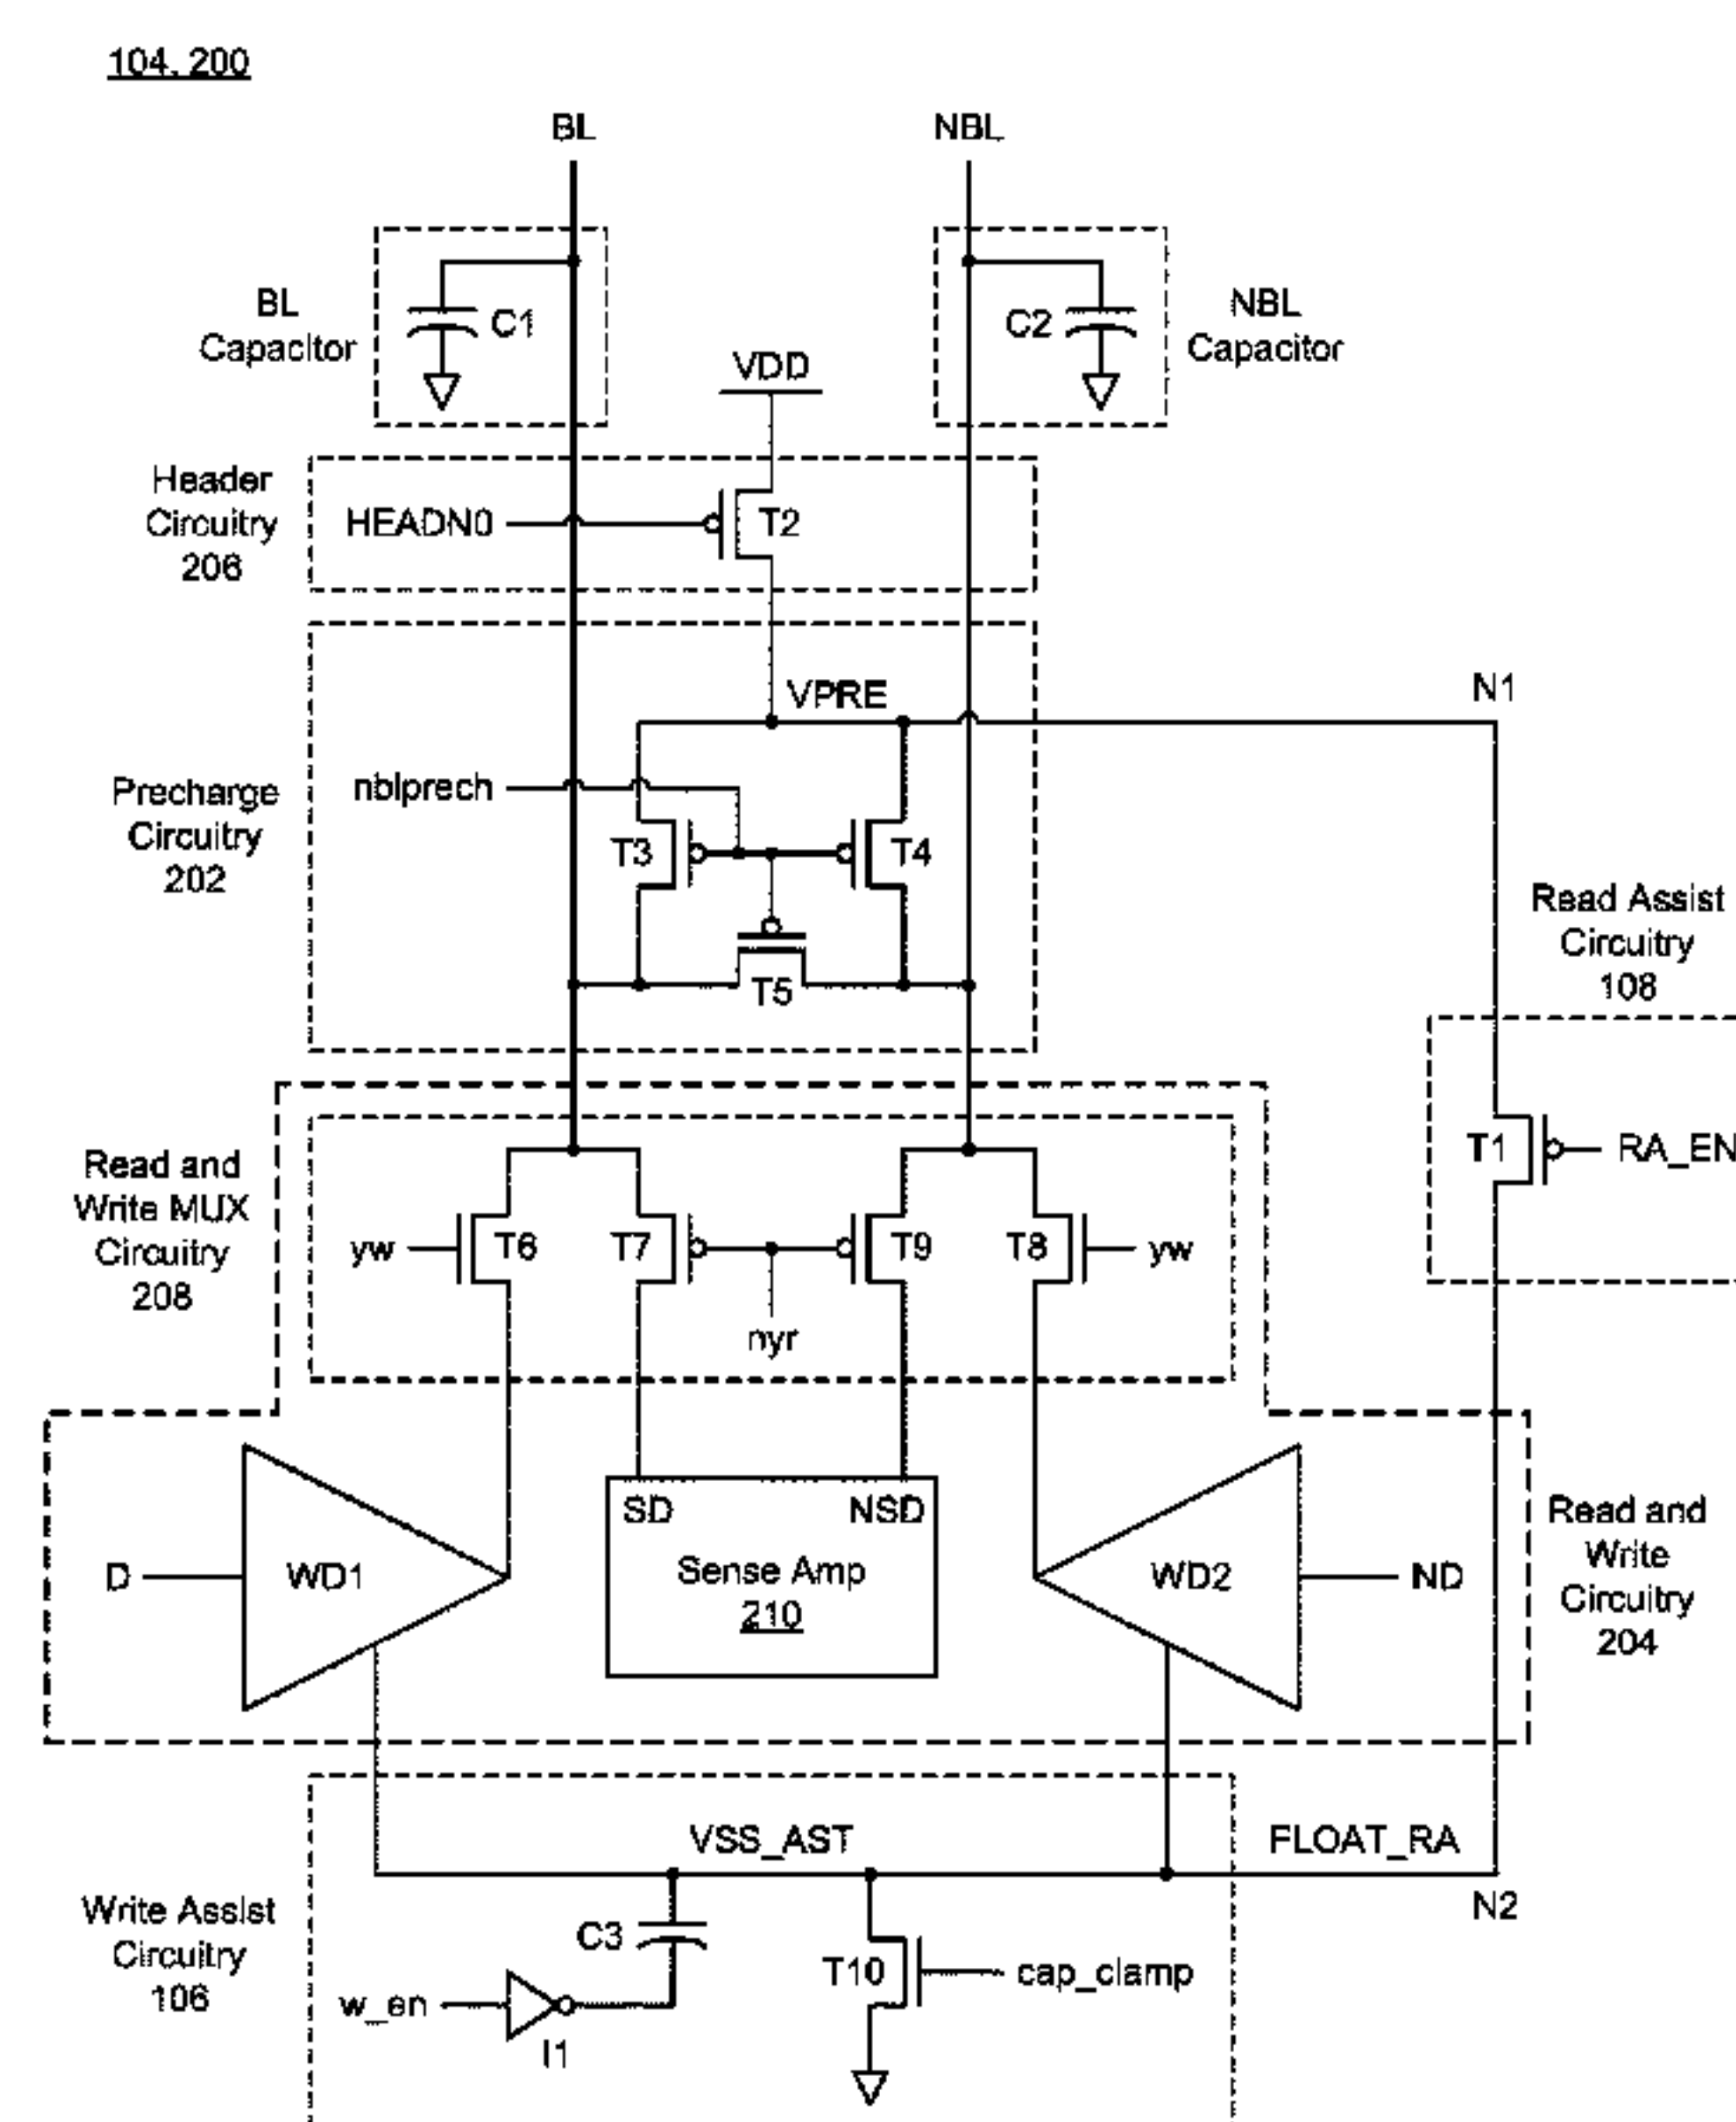 104, 200
BL
NBL
BL
Capacitor
C1
C2
NBL
Capacitor
VDD
Header
Circuitry
206
HEADN0
T2
VPRE
N1
Precharge
Circuitry
202
nblprech
T3
T4
T5
Read Assist
Circuitry
108
T1
RA_EN
Read and
Write MUX
Circuitry
208
yw
T6
T7
T9
T8
yw
nyr
D
WD1
SD
NSD
Sense Amp
210
WD2
ND
Read and
Write
Circuitry
204
VSS_AST
FLOAT_RA
N2
Write Assist
Circuitry
106
C3
T10
cap_clamp
w_en
I1